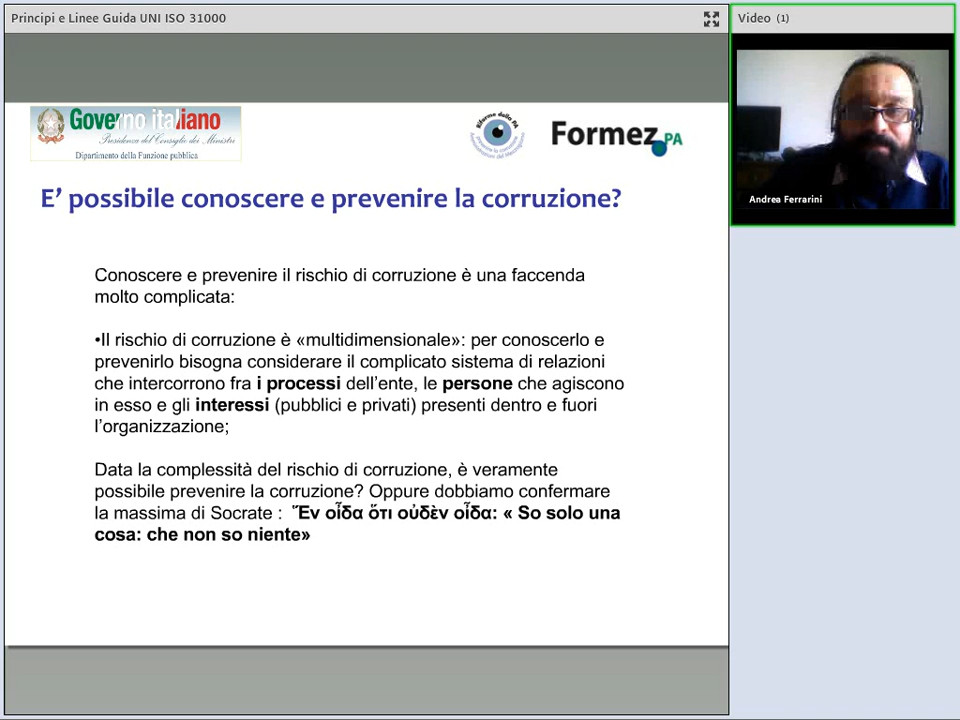 Principi e Linee Guida UNI ISO 31000
Video (1)
Governo italiano
Presidenza del Consiglio dei Ministri
Dipartimento della Funzione pubblica
Riforme della PA
Formez PA
Andrea Ferrarini
E’ possibile conoscere e prevenire la corruzione?
Conoscere e prevenire il rischio di corruzione è una faccenda
molto complicata:
•Il rischio di corruzione è «multidimensionale»: per conoscerlo e
prevenirlo bisogna considerare il complicato sistema di relazioni
che intercorrono fra i processi dell’ente, le persone che agiscono
in esso e gli interessi (pubblici e privati) presenti dentro e fuori
l’organizzazione;
Data la complessità del rischio di corruzione, è veramente
possibile prevenire la corruzione? Oppure dobbiamo confermare
la massima di Socrate : Ἓν οἶδα ὅτι οὐδὲν οἶδα: « So solo una
cosa: che non so niente»